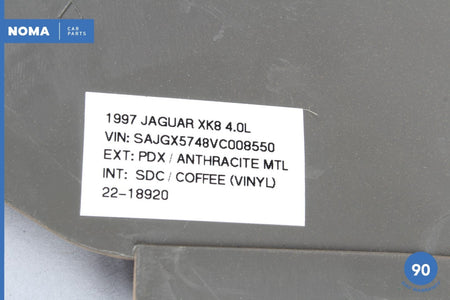 NOMA
CAR
PARTS
1997 JAGUAR XK8 4.0L
VIN: SAJGX5748VC008550
EXT: PDX / ANTHRACITE MTL
INT: SDC / COFFEE (VINYL)
22-18920
90